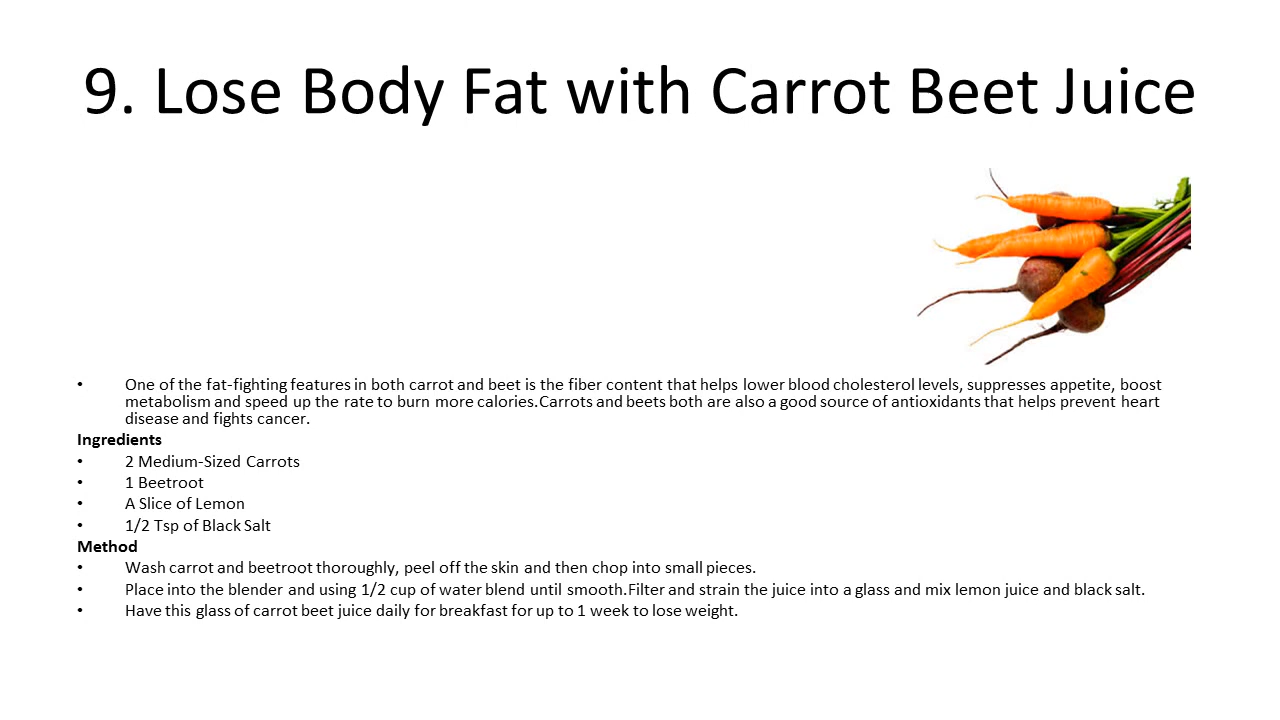 9. Lose Body Fat with Carrot Beet Juice
• One of the fat-fighting features in both carrot and beet is the fiber content that helps lower blood cholesterol levels, suppresses appetite, boost
metabolism and speed up the rate to burn more calories.Carrots and beets both are also a good source of antioxidants that helps prevent heart
disease and fights cancer.
Ingredients
• 2 Medium-Sized Carrots
• 1 Beetroot
• A Slice of Lemon
• 1/2 Tsp of Black Salt
Method
• Wash carrot and beetroot thoroughly, peel off the skin and then chop into small pieces.
• Place into the blender and using 1/2 cup of water blend until smooth.Filter and strain the juice into a glass and mix lemon juice and black salt.
• Have this glass of carrot beet juice daily for breakfast for up to 1 week to lose weight.